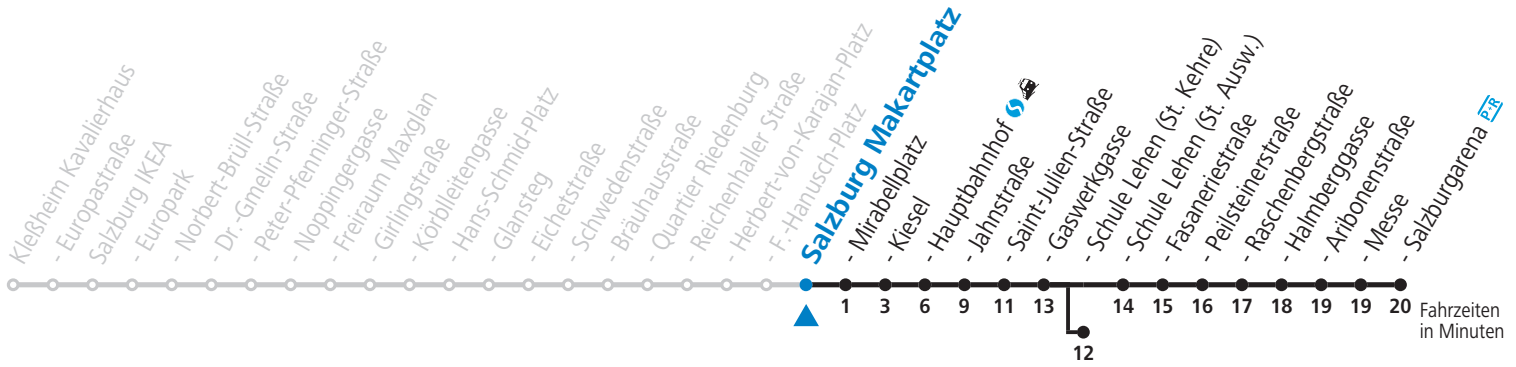 Kleßheim Kavalierhaus
- Europastraße
Salzburg IKEA
- Europark
- Norbert-Brüll-Straße
- Dr.-Gmelin-Straße
- Peter-Pfenninger-Straße
- Noppingergasse
- Freiraum Maxglan
- Girlingstraße
- Körblleitengasse
- Hans-Schmid-Platz
- Glansteg
- Eichetstraße
- Schwedenstraße
- Bräuhausstraße
- Quartier Riedenburg
- Reichenhaller Straße
- Herbert-von-Karajan-Platz
- F.-Hanusch-Platz
Salzburg Makartplatz
- Mirabellplatz
- Kiesel
- Hauptbahnhof
- Jahnstraße
- Saint-Julien-Straße
- Gaswerkgasse
- Schule Lehen (St. Kehre)
- Schule Lehen (St. Ausw.)
- Fasaneriestraße
- Peilsteinerstraße
- Raschenbergstraße
- Halmberggasse
- Aribonenstraße
- Messe
- Salzburgarena P+R
1 3 6 9 11 13 14 15 16 17 18 19 19 20 Fahrzeiten
in Minuten
12